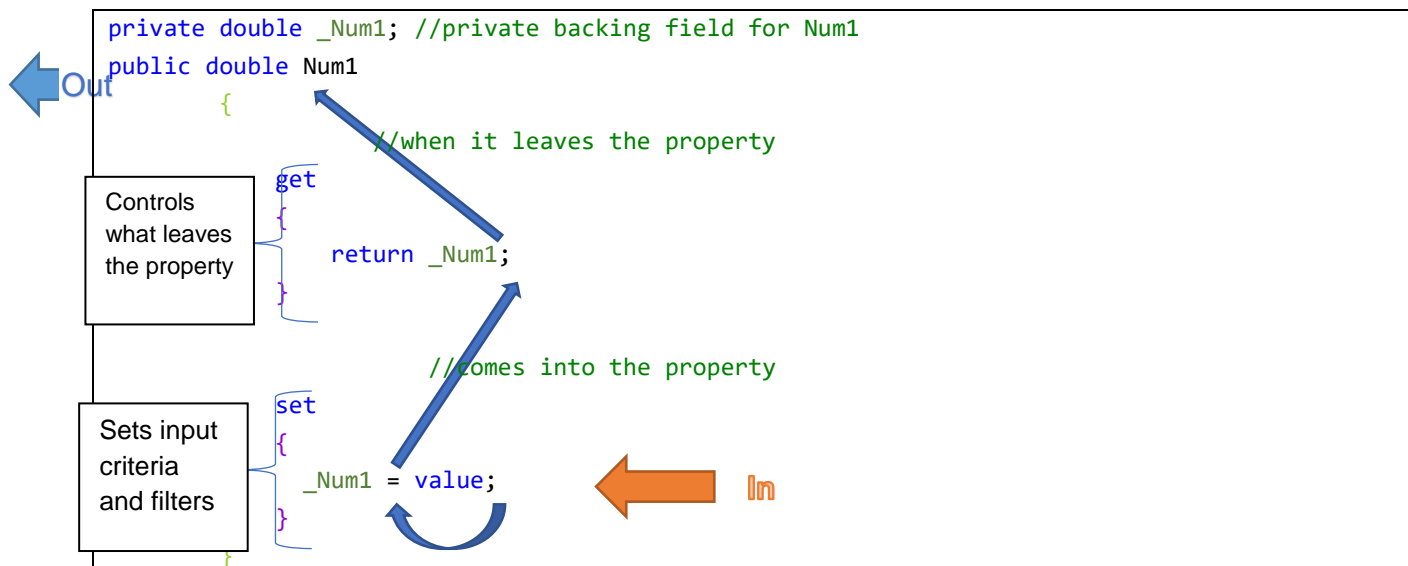 private double _Num1; //private backing field for Num1
public double Num1
Out
{
//when it leaves the property
get
{
Controls
what leaves
the property
return _Num1;
}
//comes into the property
set
{
Sets input
criteria
and filters
_Num1 = value;
In
}
}